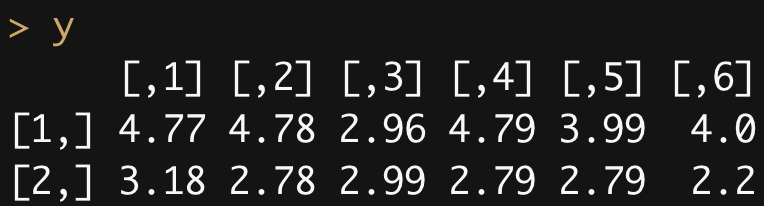 > y
     [,1] [,2] [,3] [,4] [,5] [,6]
[1,] 4.77 4.78 2.96 4.79 3.99  4.0
[2,] 3.18 2.78 2.99 2.79 2.79  2.2